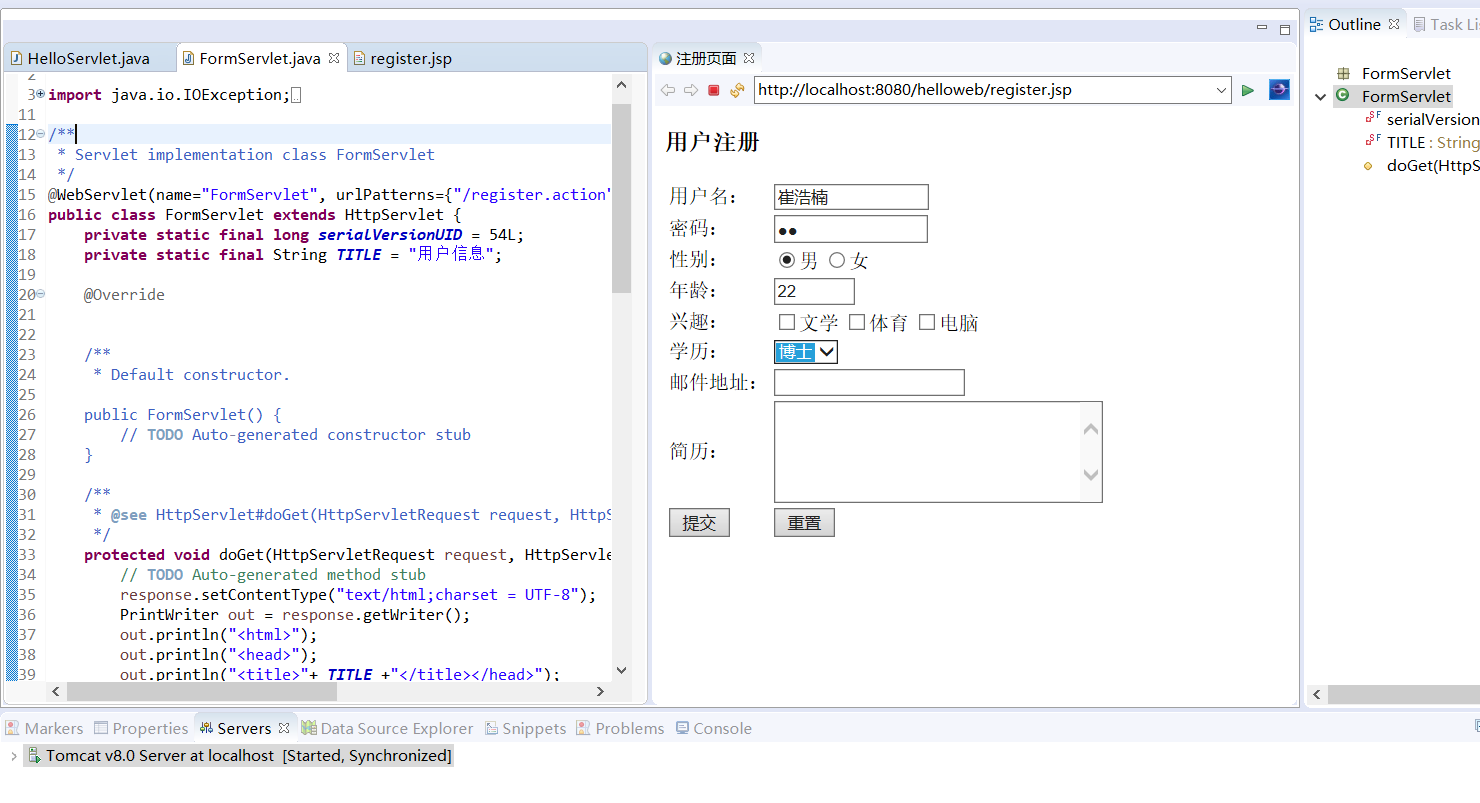 HelloServlet.java
FormServlet.java
register.jsp
2
3 import java.io.IOException;
11
12 /**
13  * Servlet implementation class FormServlet
14  */
15 @WebServlet(name="FormServlet", urlPatterns={"/register.action"
16 public class FormServlet extends HttpServlet {
17     private static final long serialVersionUID = 54L;
18     private static final String TITLE = "用户信息";
19
20     @Override
21
22
23     /**
24      * Default constructor.
25
26     public FormServlet() {
27         // TODO Auto-generated constructor stub
28     }
29
30     /**
31      * @see HttpServlet#doGet(HttpServletRequest request, HttpS
32      */
33     protected void doGet(HttpServletRequest request, HttpServle
34         // TODO Auto-generated method stub
35         response.setContentType("text/html;charset = UTF-8");
36         PrintWriter out = response.getWriter();
37         out.println("<html>");
38         out.println("<head>");
39         out.println("<title>"+ TITLE +"</title></head>");
注册页面
http://localhost:8080/helloweb/register.jsp
用户注册
用户名： 崔浩楠
密码： ●●
性别： 男 女
年龄： 22
兴趣： 文学 体育 电脑
学历： 博士
邮件地址：
简历：
提交 重置
Outline Task Li
FormServlet
FormServlet
serialVersion
TITLE : String
doGet(HttpS
Markers Properties Servers Data Source Explorer Snippets Problems Console
Tomcat v8.0 Server at localhost [Started, Synchronized]